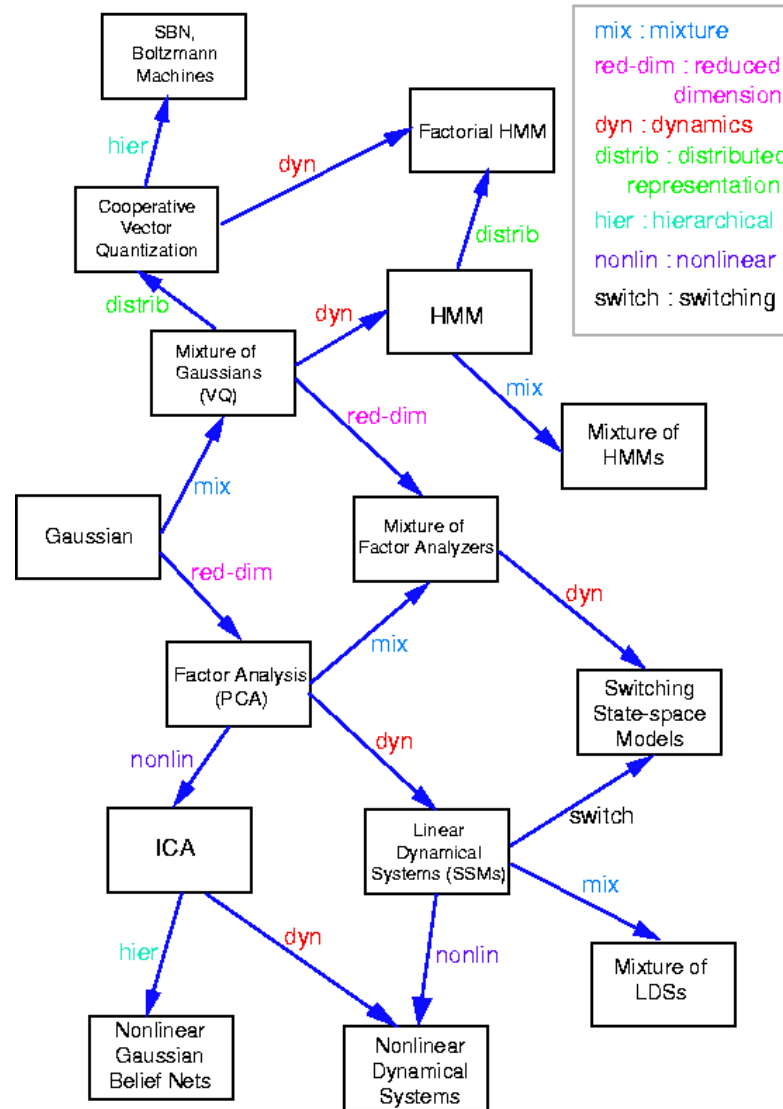 SBN,
Boltzmann
Machines
mix : mixture
red-dim : reduced
dimension
dyn : dynamics
distrib : distributed
representation
hier : hierarchical
nonlin : nonlinear
switch : switching
hier
dyn
Factorial HMM
Cooperative
Vector
Quantization
distrib
distrib
dyn
HMM
Mixture of
Gaussians
(VQ)
mix
red-dim
Mixture of
HMMs
mix
Gaussian
Mixture of
Factor Analyzers
red-dim
dyn
mix
Factor Analysis
(PCA)
Switching
State-space
Models
dyn
nonlin
switch
ICA
Linear
Dynamical
Systems (SSMs)
mix
hier
dyn
nonlin
Mixture of
LDSs
Nonlinear
Gaussian
Belief Nets
Nonlinear
Dynamical
Systems